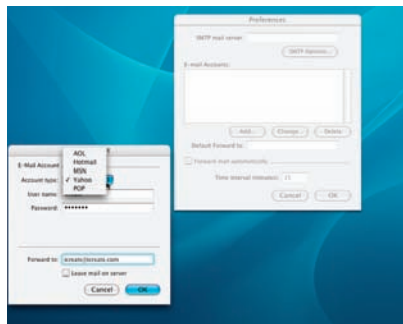 Preferences
SMTP mail server:
SMTP Options...
E-mail Accounts:
Add...
Change...
Delete
Default Forward to:
Forward mail automatically
Time interval (minutes): 15
Cancel
OK
E-Mail Account
AOL
Hotmail
MSN
✓ Yahoo
POP
Account type:
User name:
Password: •••••••
Forward to:
Leave mail on server
Cancel
OK